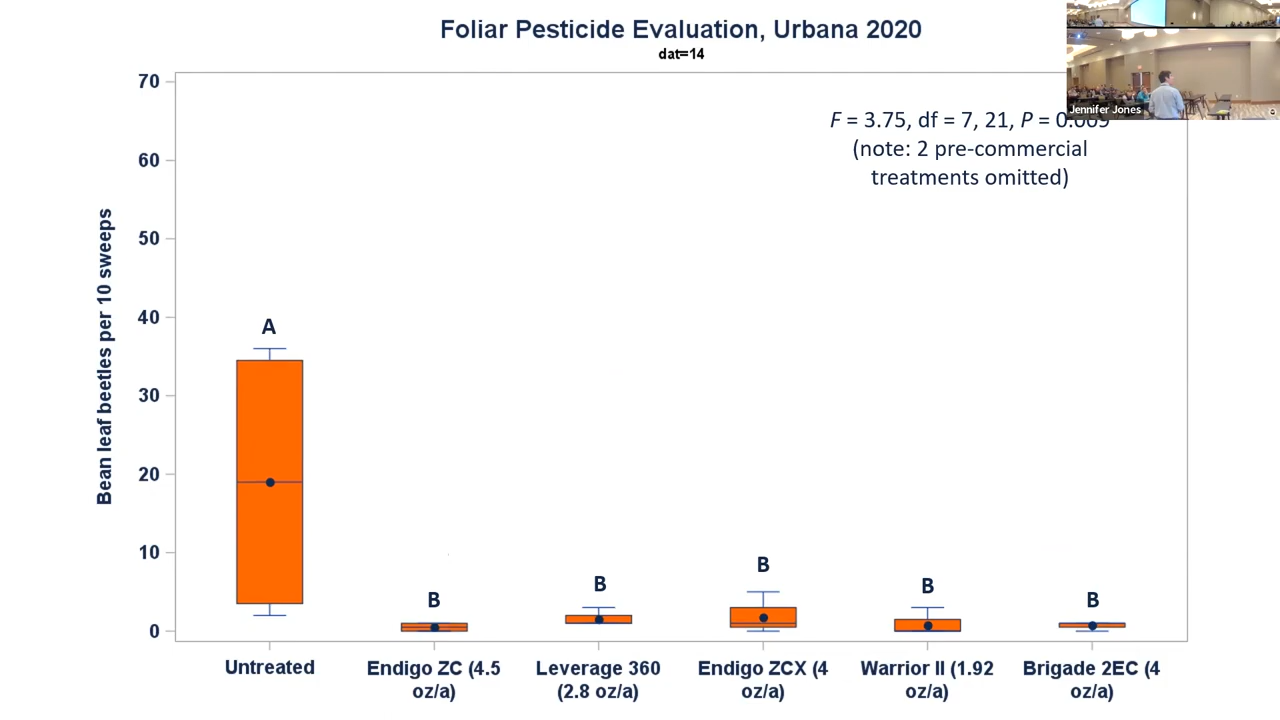 Foliar Pesticide Evaluation, Urbana 2020
dat=14
Jennifer Jones
F = 3.75, df = 7, 21, P = 0.009
(note: 2 pre-commercial
treatments omitted)
Bean leaf beetles per 10 sweeps
70
60
50
40
30
20
10
0
A
B
B
B
B
B
Untreated
Endigo ZC (4.5
oz/a)
Leverage 360
(2.8 oz/a)
Endigo ZCX (4
oz/a)
Warrior II (1.92
oz/a)
Brigade 2EC (4
oz/a)